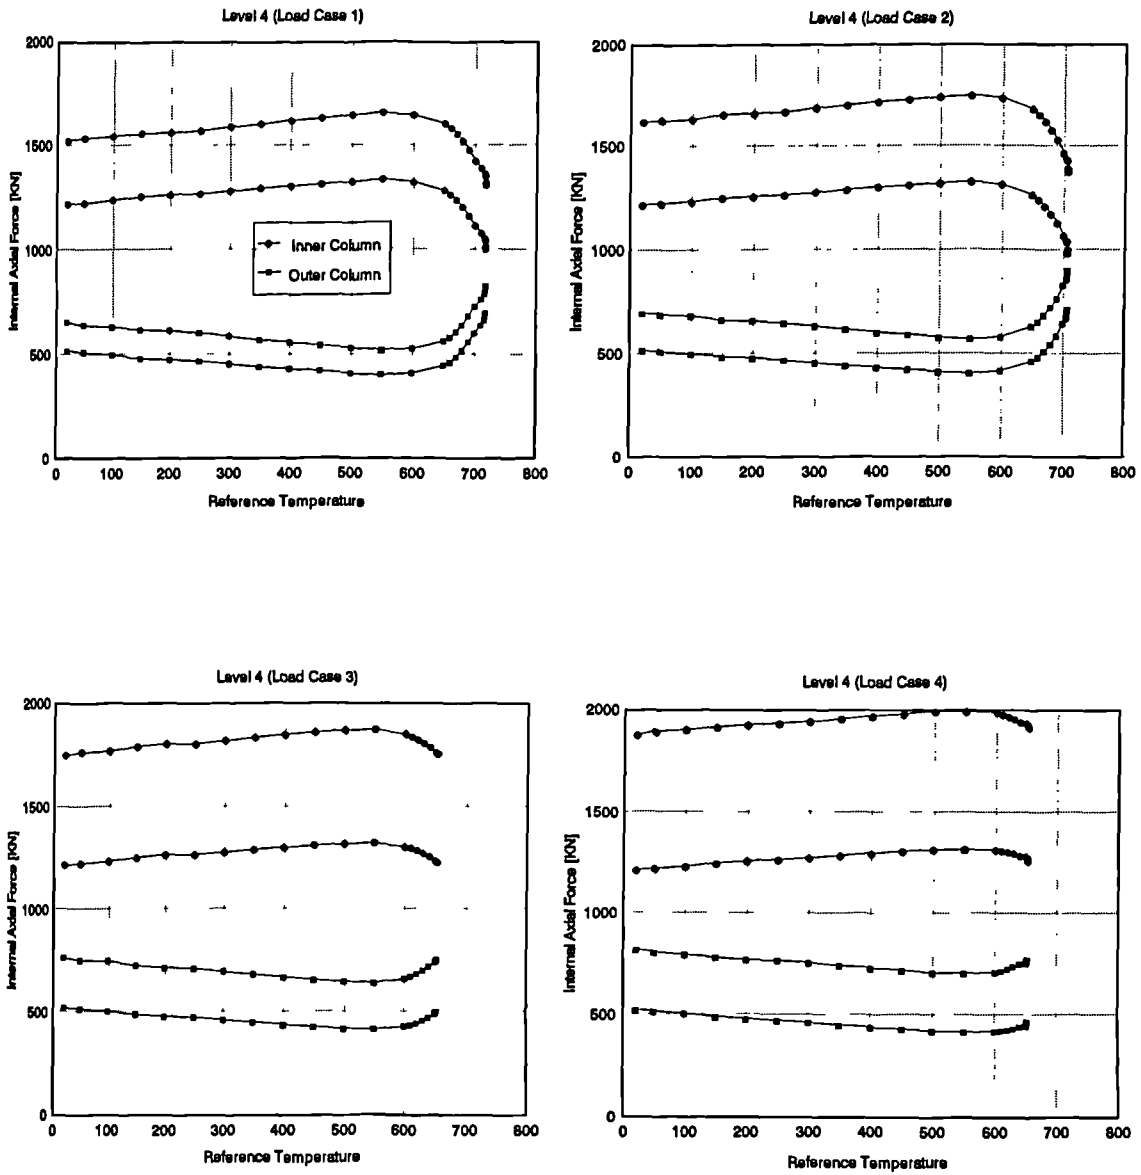 Level 4 (Load Case 1)
2000
1500
1000
500
0
Internal Axial Force [KN]
Inner Column
Outer Column
0 100 200 300 400 500 600 700 800
Reference Temperature
Level 4 (Load Case 2)
2000
1500
1000
500
0
Internal Axial Force [KN]
0 100 200 300 400 500 600 700 800
Reference Temperature
Level 4 (Load Case 3)
2000
1500
1000
500
0
Internal Axial Force [KN]
0 100 200 300 400 500 600 700 800
Reference Temperature
Level 4 (Load Case 4)
2000
1500
1000
500
0
Internal Axial Force [KN]
0 100 200 300 400 500 600 700 800
Reference Temperature